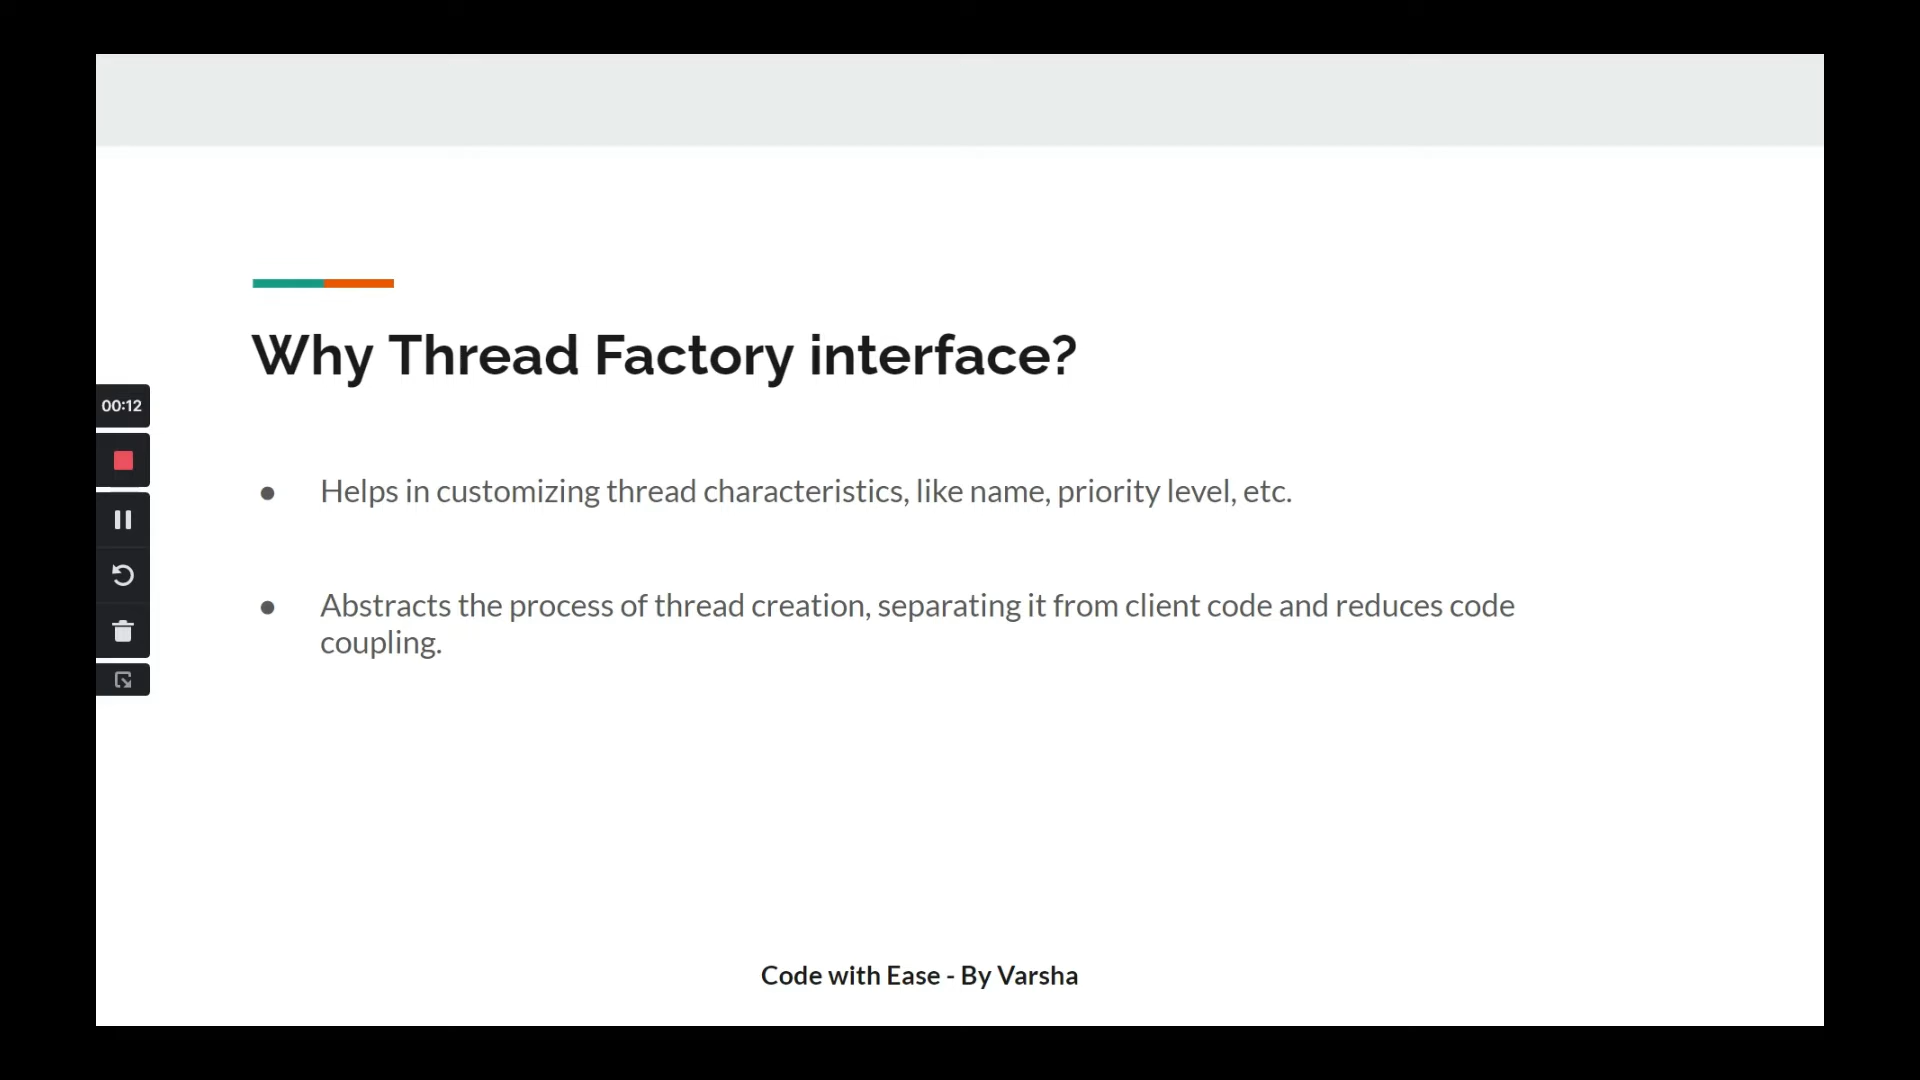 Why Thread Factory interface?
00:12
● Helps in customizing thread characteristics, like name, priority level, etc.
● Abstracts the process of thread creation, separating it from client code and reduces code
coupling.
Code with Ease - By Varsha